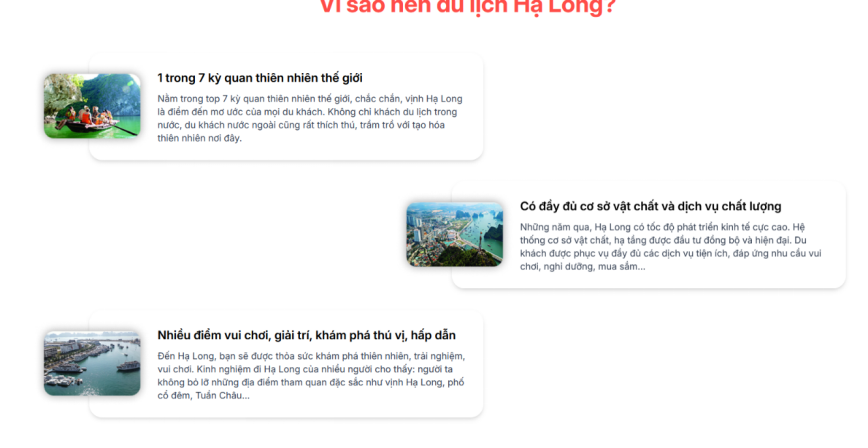 Vì sao nên du lịch Hạ Long?
1 trong 7 kỳ quan thiên nhiên thế giới
Nằm trong top 7 kỳ quan thiên nhiên thế giới, chắc chắn, vịnh Hạ Long
là điểm đến mơ ước của mọi du khách. Không chỉ khách du lịch trong
nước, du khách nước ngoài cũng rất thích thú, trầm trồ với tạo hóa
thiên nhiên nơi đây.
Có đầy đủ cơ sở vật chất và dịch vụ chất lượng
Những năm qua, Hạ Long có tốc độ phát triển kinh tế cực cao. Hệ
thống cơ sở vật chất, hạ tầng được đầu tư đồng bộ và hiện đại. Du
khách được phục vụ đầy đủ các dịch vụ tiện ích, đáp ứng nhu cầu vui
chơi, nghỉ dưỡng, mua sắm...
Nhiều điểm vui chơi, giải trí, khám phá thú vị, hấp dẫn
Đến Hạ Long, bạn sẽ được thỏa sức khám phá thiên nhiên, trải nghiệm,
vui chơi. Kinh nghiệm đi Hạ Long của nhiều người cho thấy: người ta
không bỏ lỡ những địa điểm tham quan đặc sắc như vịnh Hạ Long, phố
cổ đêm, Tuần Châu...